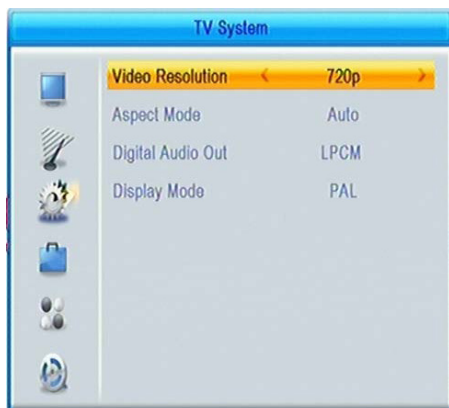 TV System
Video Resolution 720p
Aspect Mode Auto
Digital Audio Out LPCM
Display Mode PAL